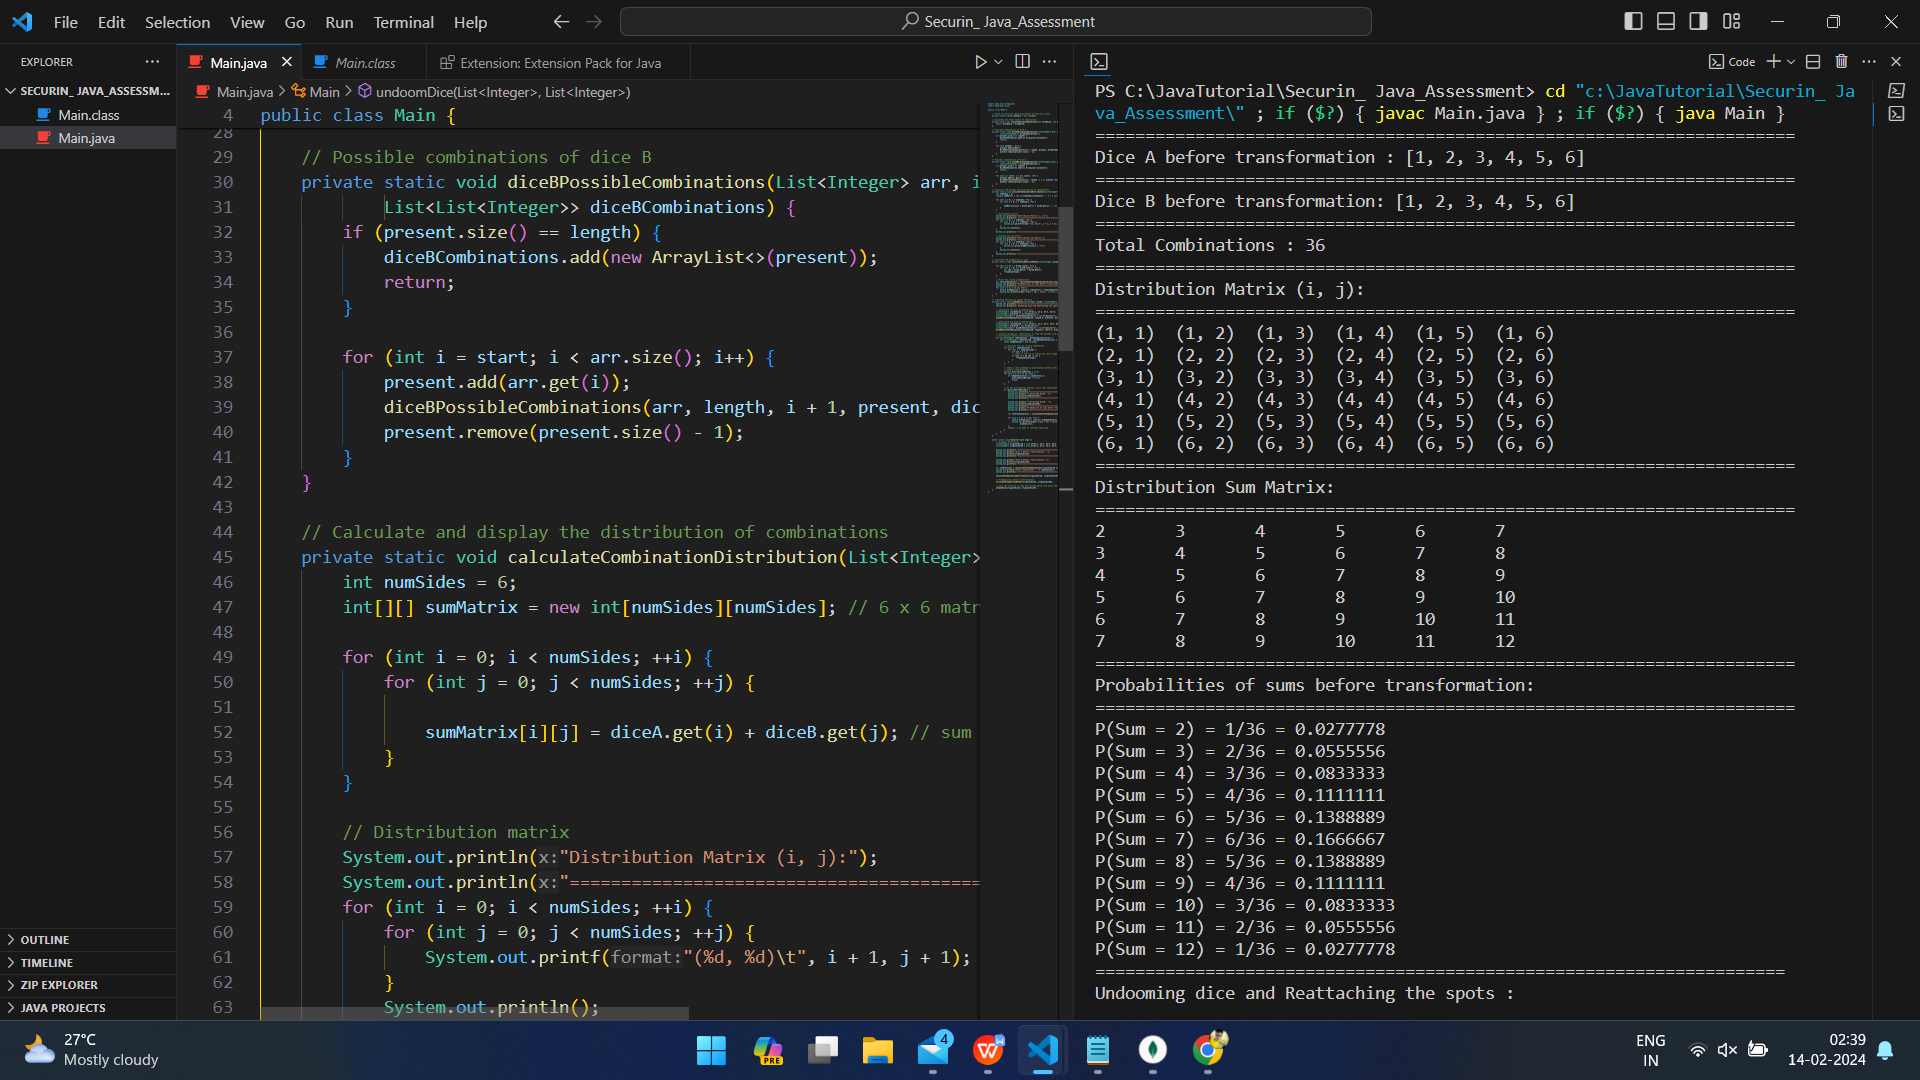 File Edit Selection View Go Run Terminal Help
Securin_ Java_Assessment
EXPLORER
SECURIN_ JAVA_ASSESSM...
Main.class
Main.java
OUTLINE
TIMELINE
ZIP EXPLORER
JAVA PROJECTS
Main.java Main.class Extension: Extension Pack for Java
Main.java > Main > undoomDice(List<Integer>, List<Integer>)
4 public class Main {
28
29 // Possible combinations of dice B
30 private static void diceBPossibleCombinations(List<Integer> arr, i
31 List<List<Integer>> diceBCombinations) {
32 if (present.size() == length) {
33 diceBCombinations.add(new ArrayList<>(present));
34 return;
35 }
36
37 for (int i = start; i < arr.size(); i++) {
38 present.add(arr.get(i));
39 diceBPossibleCombinations(arr, length, i + 1, present, dic
40 present.remove(present.size() - 1);
41 }
42 }
43
44 // Calculate and display the distribution of combinations
45 private static void calculateCombinationDistribution(List<Integer>
46 int numSides = 6;
47 int[][] sumMatrix = new int[numSides][numSides]; // 6 x 6 matr
48
49 for (int i = 0; i < numSides; ++i) {
50 for (int j = 0; j < numSides; ++j) {
51
52 sumMatrix[i][j] = diceA.get(i) + diceB.get(j); // sum
53 }
54 }
55
56 // Distribution matrix
57 System.out.println(x:"Distribution Matrix (i, j):");
58 System.out.println(x:"========================================
59 for (int i = 0; i < numSides; ++i) {
60 for (int j = 0; j < numSides; ++j) {
61 System.out.printf(format:"(%d, %d)\t", i + 1, j + 1);
62 }
63 System.out.println();
Code
PS C:\JavaTutorial\Securin_ Java_Assessment> cd "c:\JavaTutorial\Securin_ Ja
va_Assessment\" ; if ($?) { javac Main.java } ; if ($?) { java Main }
======================================================================
Dice A before transformation : [1, 2, 3, 4, 5, 6]
======================================================================
Dice B before transformation: [1, 2, 3, 4, 5, 6]
======================================================================
Total Combinations : 36
======================================================================
Distribution Matrix (i, j):
======================================================================
(1, 1) (1, 2) (1, 3) (1, 4) (1, 5) (1, 6)
(2, 1) (2, 2) (2, 3) (2, 4) (2, 5) (2, 6)
(3, 1) (3, 2) (3, 3) (3, 4) (3, 5) (3, 6)
(4, 1) (4, 2) (4, 3) (4, 4) (4, 5) (4, 6)
(5, 1) (5, 2) (5, 3) (5, 4) (5, 5) (5, 6)
(6, 1) (6, 2) (6, 3) (6, 4) (6, 5) (6, 6)
======================================================================
Distribution Sum Matrix:
======================================================================
2 3 4 5 6 7
3 4 5 6 7 8
4 5 6 7 8 9
5 6 7 8 9 10
6 7 8 9 10 11
7 8 9 10 11 12
======================================================================
Probabilities of sums before transformation:
======================================================================
P(Sum = 2) = 1/36 = 0.0277778
P(Sum = 3) = 2/36 = 0.0555556
P(Sum = 4) = 3/36 = 0.0833333
P(Sum = 5) = 4/36 = 0.1111111
P(Sum = 6) = 5/36 = 0.1388889
P(Sum = 7) = 6/36 = 0.1666667
P(Sum = 8) = 5/36 = 0.1388889
P(Sum = 9) = 4/36 = 0.1111111
P(Sum = 10) = 3/36 = 0.0833333
P(Sum = 11) = 2/36 = 0.0555556
P(Sum = 12) = 1/36 = 0.0277778
=====================================================================
Undooming dice and Reattaching the spots :
27°C
Mostly cloudy
PRE
4
W
ENG
IN
02:39
14-02-2024